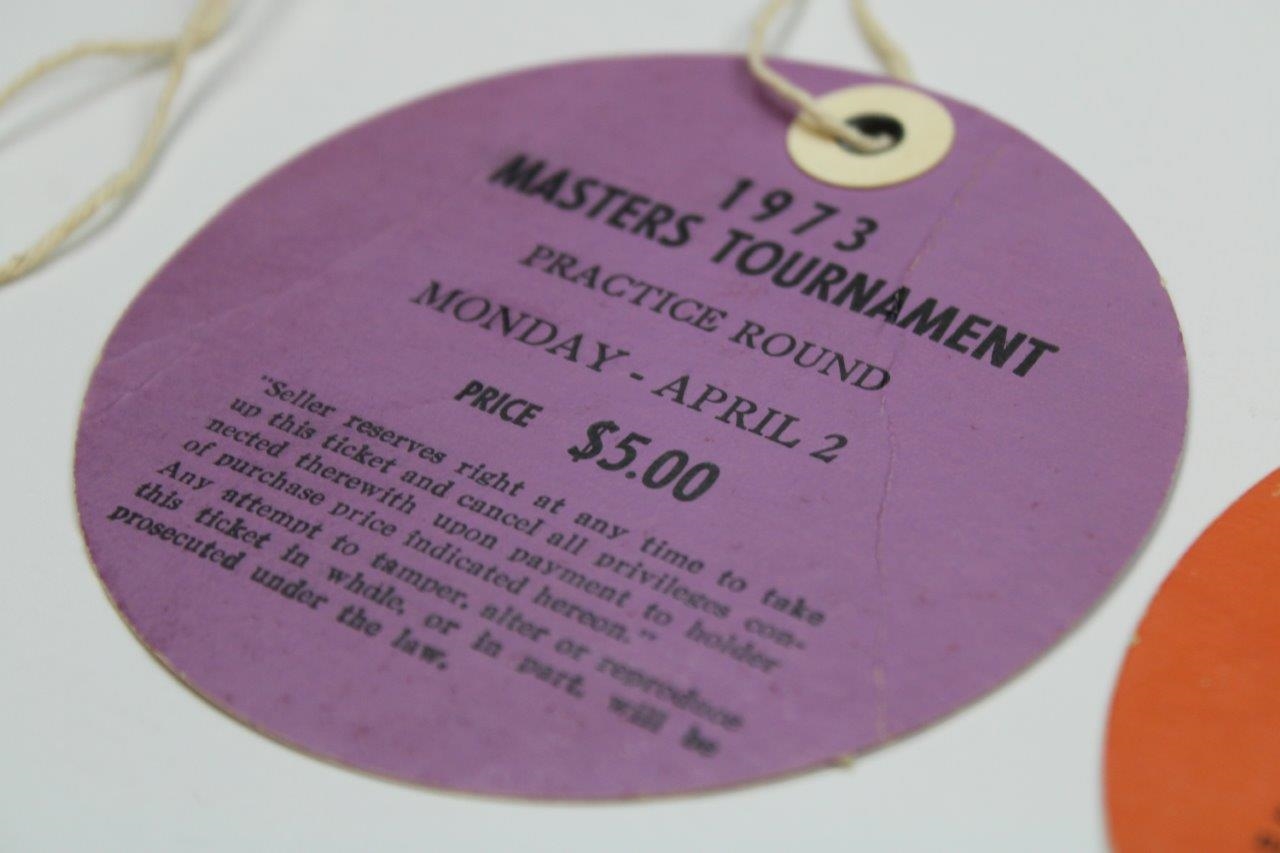 1973
MASTERS TOURNAMENT
PRACTICE ROUND
MONDAY - APRIL 2
PRICE $5.00
"Seller reserves right at any time to take
up this ticket and cancel all privileges con-
nected therewith upon payment to holder
of purchase price indicated hereon."
Any attempt to tamper, alter or reproduce
this ticket in whole, or in part, will be
prosecuted under the law.